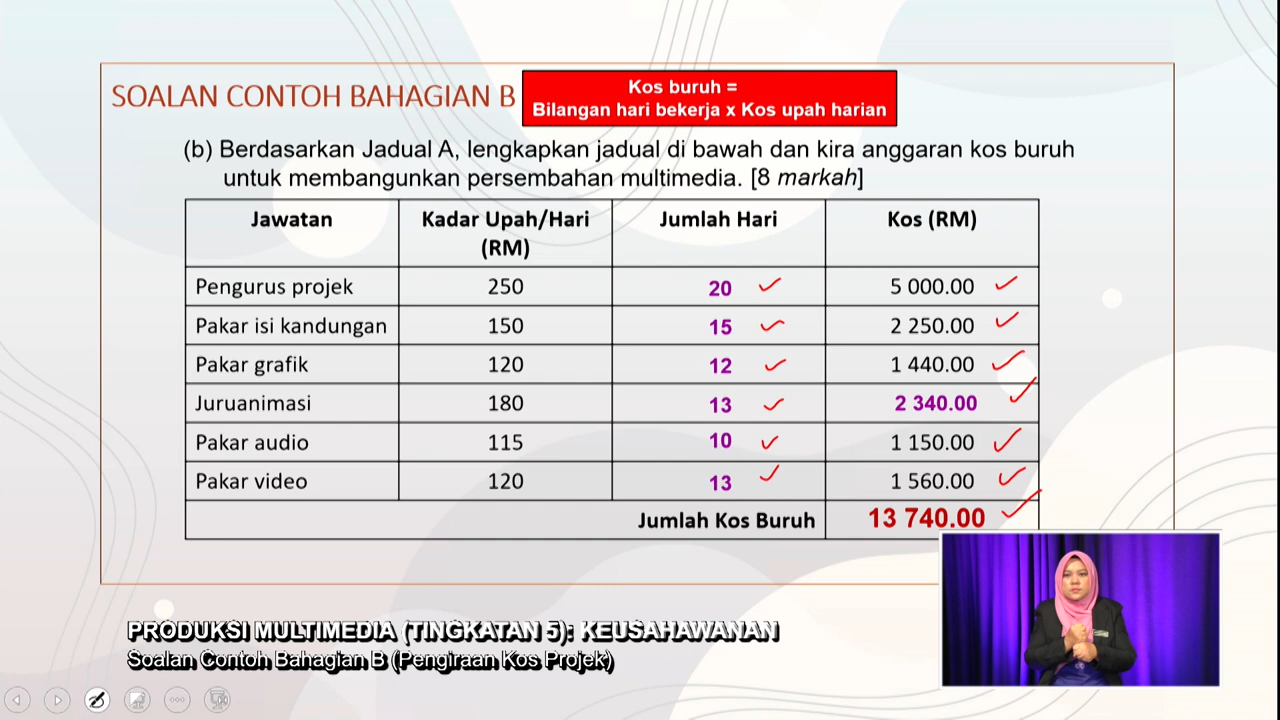 SOALAN CONTOH BAHAGIAN B
Kos buruh =
Bilangan hari bekerja x Kos upah harian
(b) Berdasarkan Jadual A, lengkapkan jadual di bawah dan kira anggaran kos buruh
untuk membangunkan persembahan multimedia. [8 markah]
Jawatan Kadar Upah/Hari (RM) Jumlah Hari Kos (RM)
Pengurus projek 250 20 5 000.00
Pakar isi kandungan 150 15 2 250.00
Pakar grafik 120 12 1 440.00
Juruanimasi 180 13 2 340.00
Pakar audio 115 10 1 150.00
Pakar video 120 13 1 560.00
Jumlah Kos Buruh 13 740.00
PRODUKSI MULTIMEDIA (TINGKATAN 5): KEUSAHAWANAN
Soalan Contoh Bahagian B (Pengiraan Kos Projek)